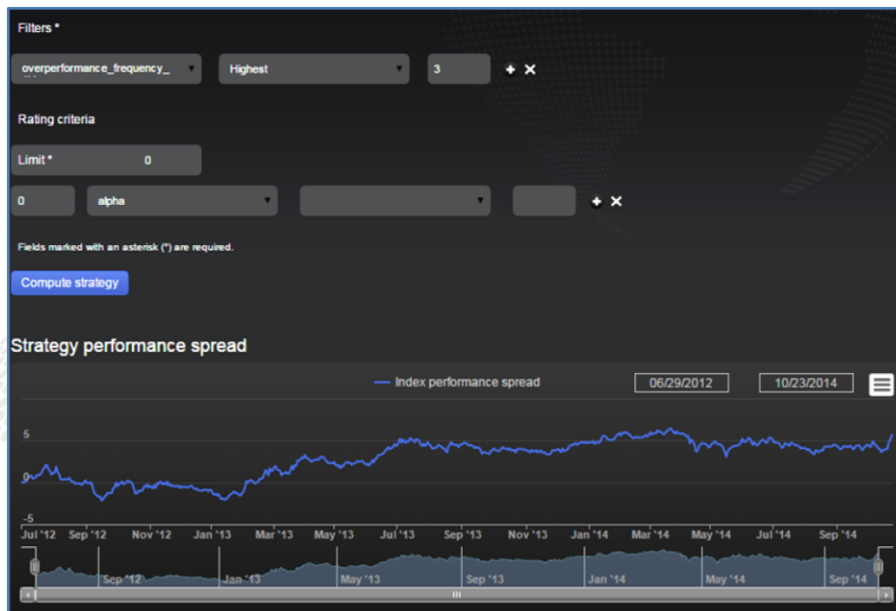 Filters *
overperformance_frequency_ Highest 3
Rating criteria
Limit * 0
0 alpha
Fields marked with an asterisk (*) are required.
Compute strategy
Strategy performance spread
Index performance spread 06/29/2012 10/23/2014
5
0
-5
Jul '12 Sep '12 Nov '12 Jan '13 Mar '13 May '13 Jul '13 Sep '13 Nov '13 Jan '14 Mar '14 May '14 Jul '14 Sep '14
Sep '12 Jan '13 May '13 Sep '13 Jan '14 May '14 Sep '14